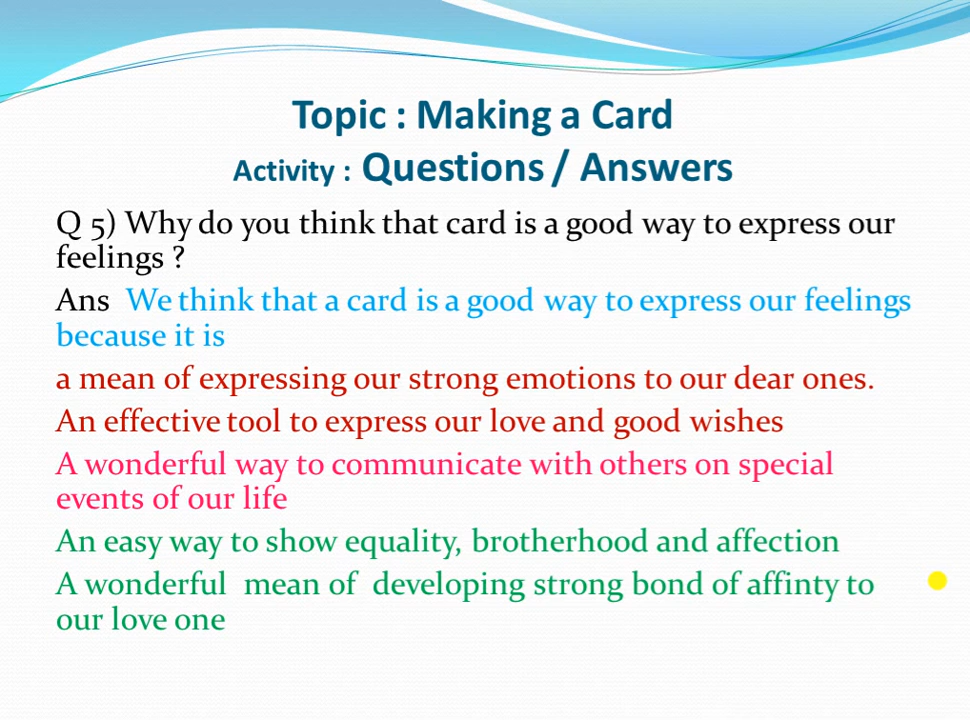 Topic : Making a Card
Activity : Questions / Answers
Q 5) Why do you think that card is a good way to express our
feelings ?
Ans We think that a card is a good way to express our feelings
because it is
a mean of expressing our strong emotions to our dear ones.
An effective tool to express our love and good wishes
A wonderful way to communicate with others on special
events of our life
An easy way to show equality, brotherhood and affection
A wonderful mean of developing strong bond of affinty to
our love one